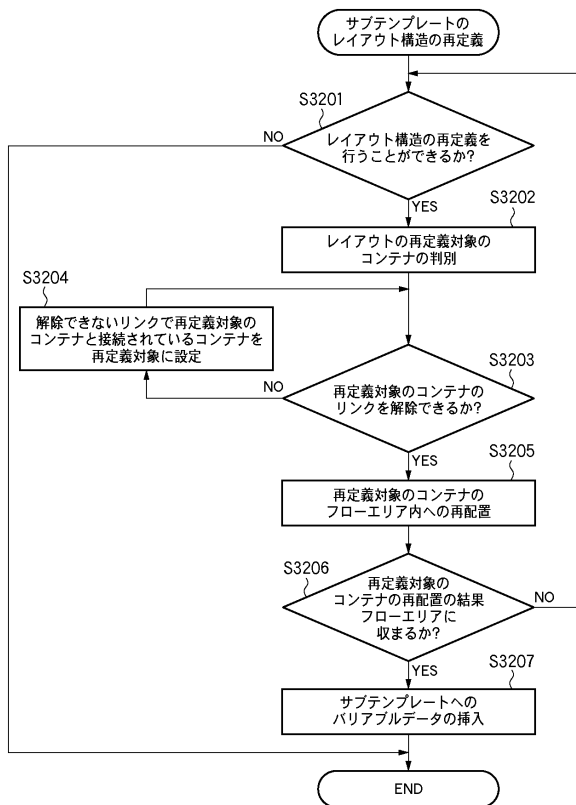 サブテンプレートの
レイアウト構造の再定義
S3201
レイアウト構造の再定義を
行うことができるか?
NO
YES
S3202
レイアウトの再定義対象の
コンテナの判別
S3204
解除できないリンクで再定義対象の
コンテナと接続されているコンテナを
再定義対象に設定
S3203
再定義対象のコンテナの
リンクを解除できるか?
NO
YES
S3205
再定義対象のコンテナの
フローエリア内への再配置
S3206
再定義対象の
コンテナの再配置の結果
フローエリアに
収まるか?
NO
YES
S3207
サブテンプレートへの
バリアブルデータの挿入
END